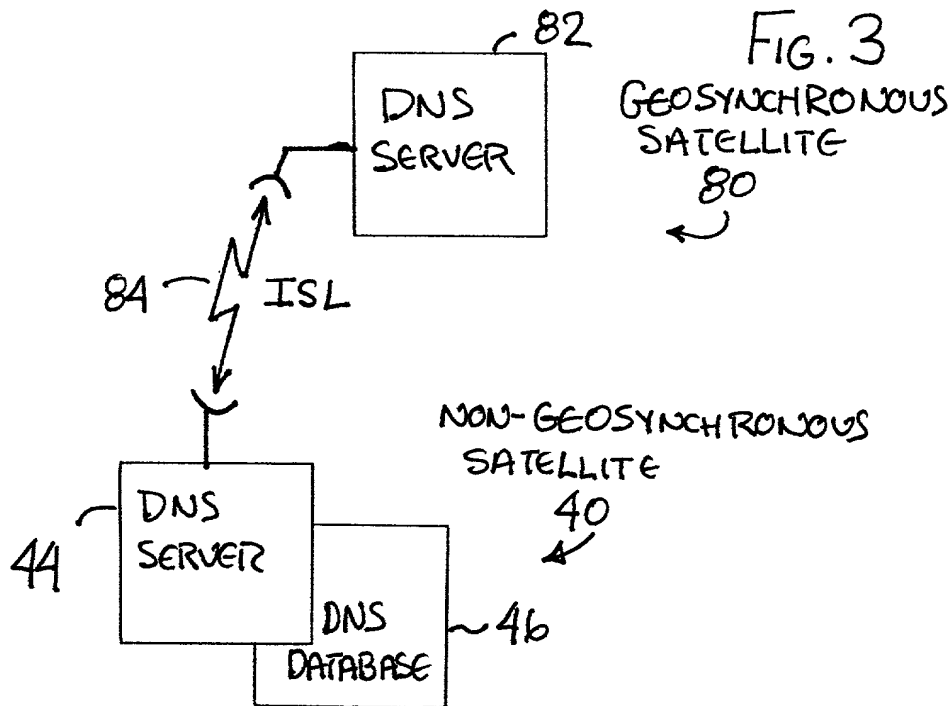 82
FIG. 3
DNS
SERVER
GEOSYNCHRONOUS
SATELLITE
80
84
ISL
NON-GEOSYNCHRONOUS
SATELLITE
40
DNS
SERVER
44
DNS
DATABASE
46